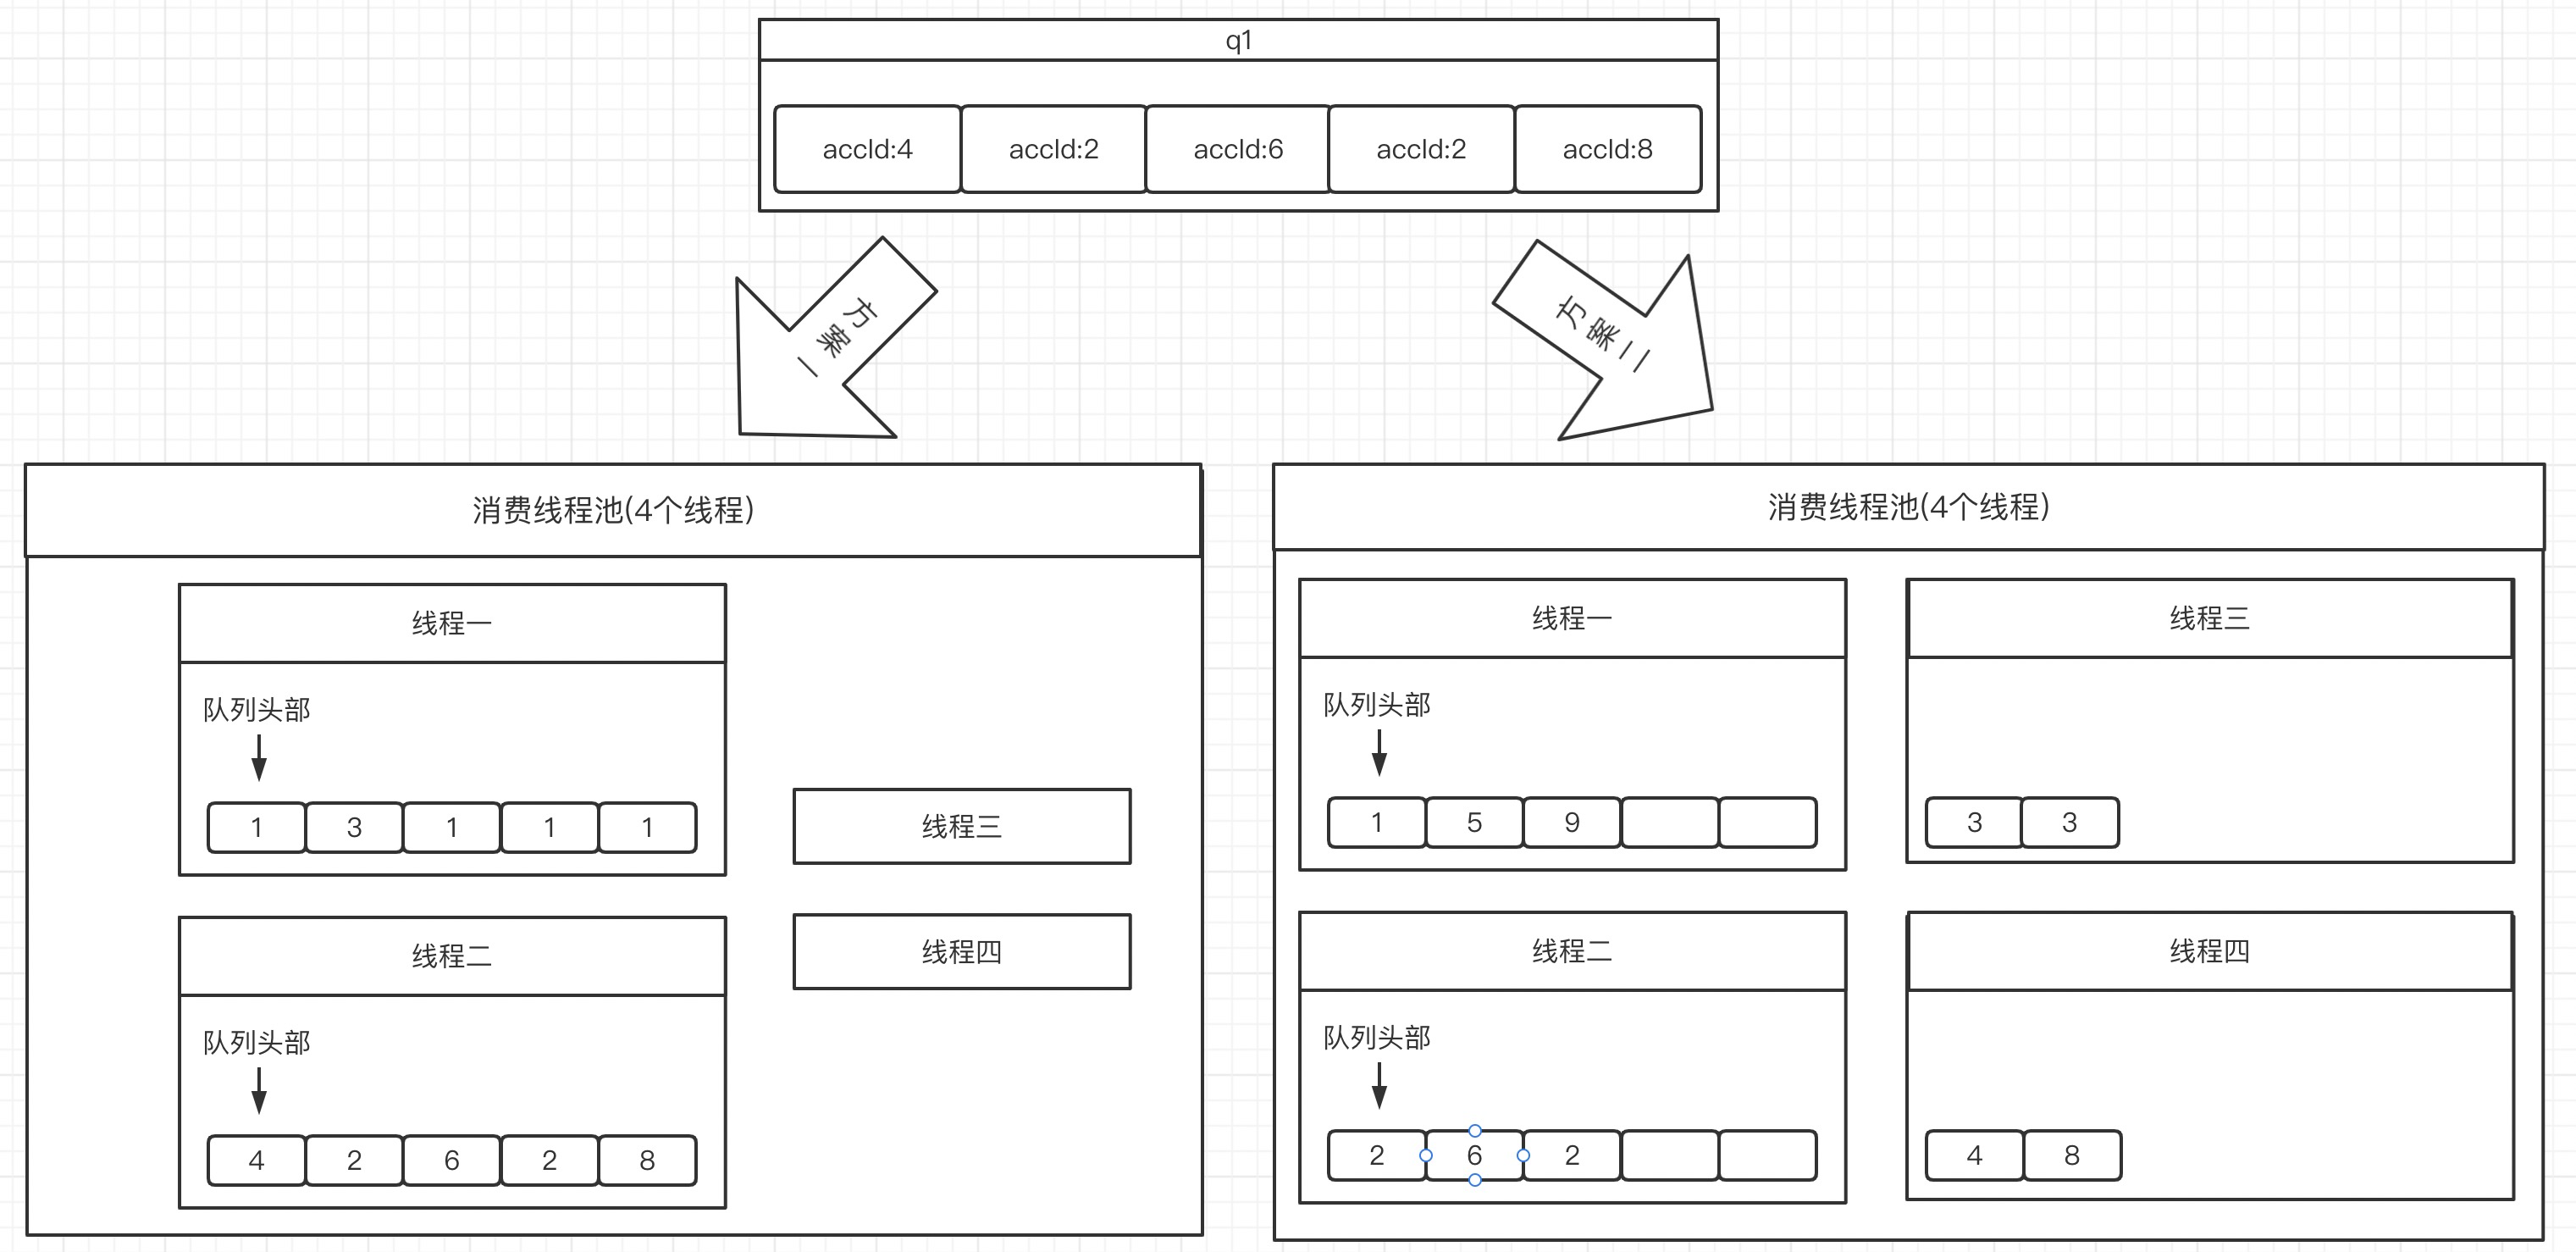 q1
accId:4 accId:2 accId:6 accId:2 accId:8
方案一
方案二
消费线程池(4个线程)
线程一
队列头部
1 3 1 1 1
线程二
队列头部
4 2 6 2 8
线程三
线程四
消费线程池(4个线程)
线程一
队列头部
1 5 9
线程二
队列头部
2 6 2
线程三
3 3
线程四
4 8